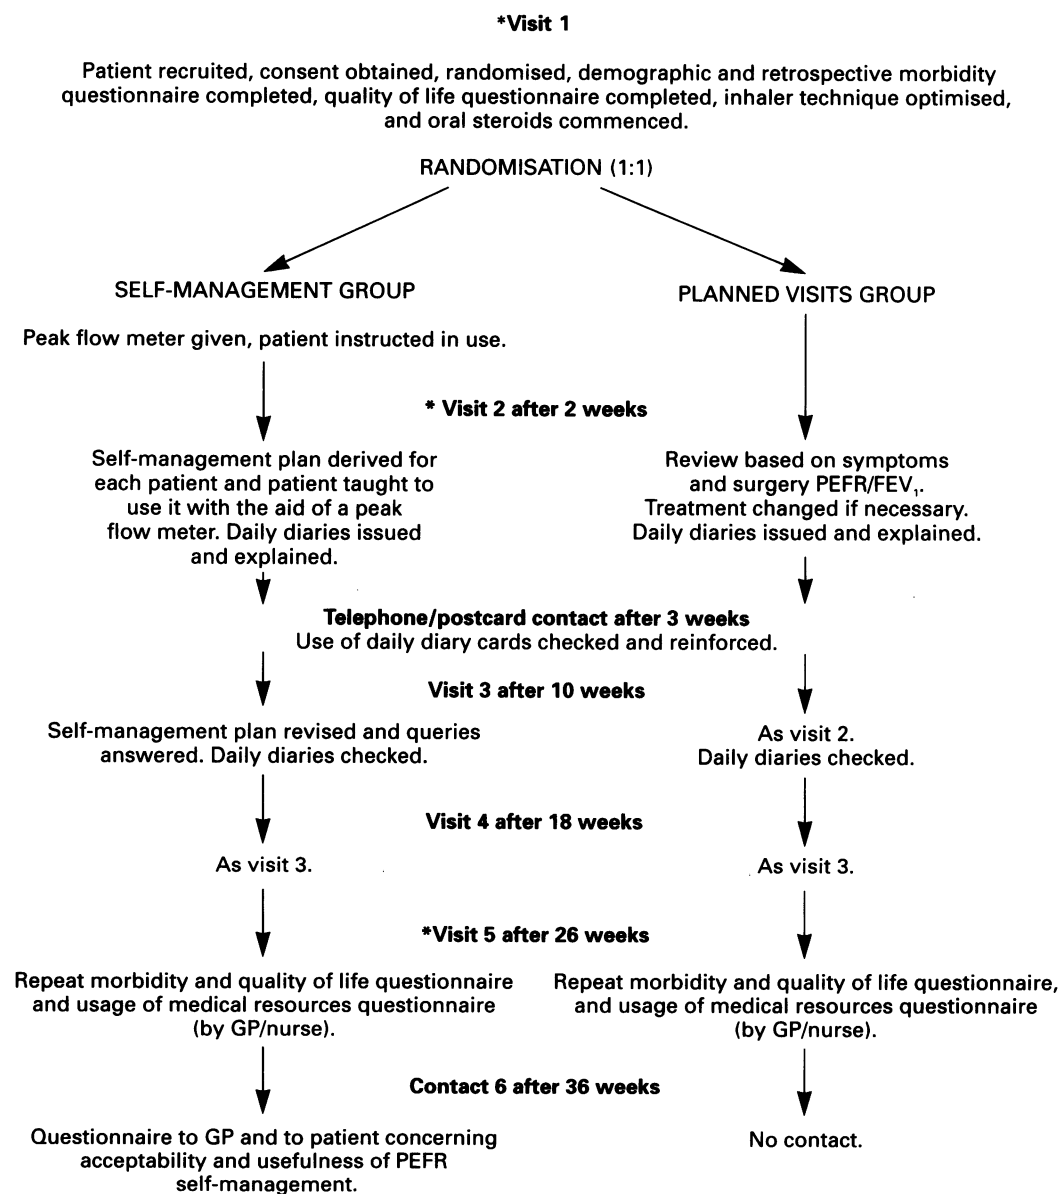 *Visit 1
Patient recruited, consent obtained, randomised, demographic and retrospective morbidity
questionnaire completed, quality of life questionnaire completed, inhaler technique optimised,
and oral steroids commenced.
RANDOMISATION (1:1)
SELF-MANAGEMENT GROUP
Peak flow meter given, patient instructed in use.
PLANNED VISITS GROUP
* Visit 2 after 2 weeks
Self-management plan derived for
each patient and patient taught to
use it with the aid of a peak
flow meter. Daily diaries issued
and explained.
Review based on symptoms
and surgery PEFR/FEV₁.
Treatment changed if necessary.
Daily diaries issued and explained.
Telephone/postcard contact after 3 weeks
Use of daily diary cards checked and reinforced.
Visit 3 after 10 weeks
Self-management plan revised and queries
answered. Daily diaries checked.
As visit 2.
Daily diaries checked.
Visit 4 after 18 weeks
As visit 3.
As visit 3.
*Visit 5 after 26 weeks
Repeat morbidity and quality of life questionnaire
and usage of medical resources questionnaire
(by GP/nurse).
Repeat morbidity and quality of life questionnaire,
and usage of medical resources questionnaire
(by GP/nurse).
Contact 6 after 36 weeks
Questionnaire to GP and to patient concerning
acceptability and usefulness of PEFR
self-management.
No contact.